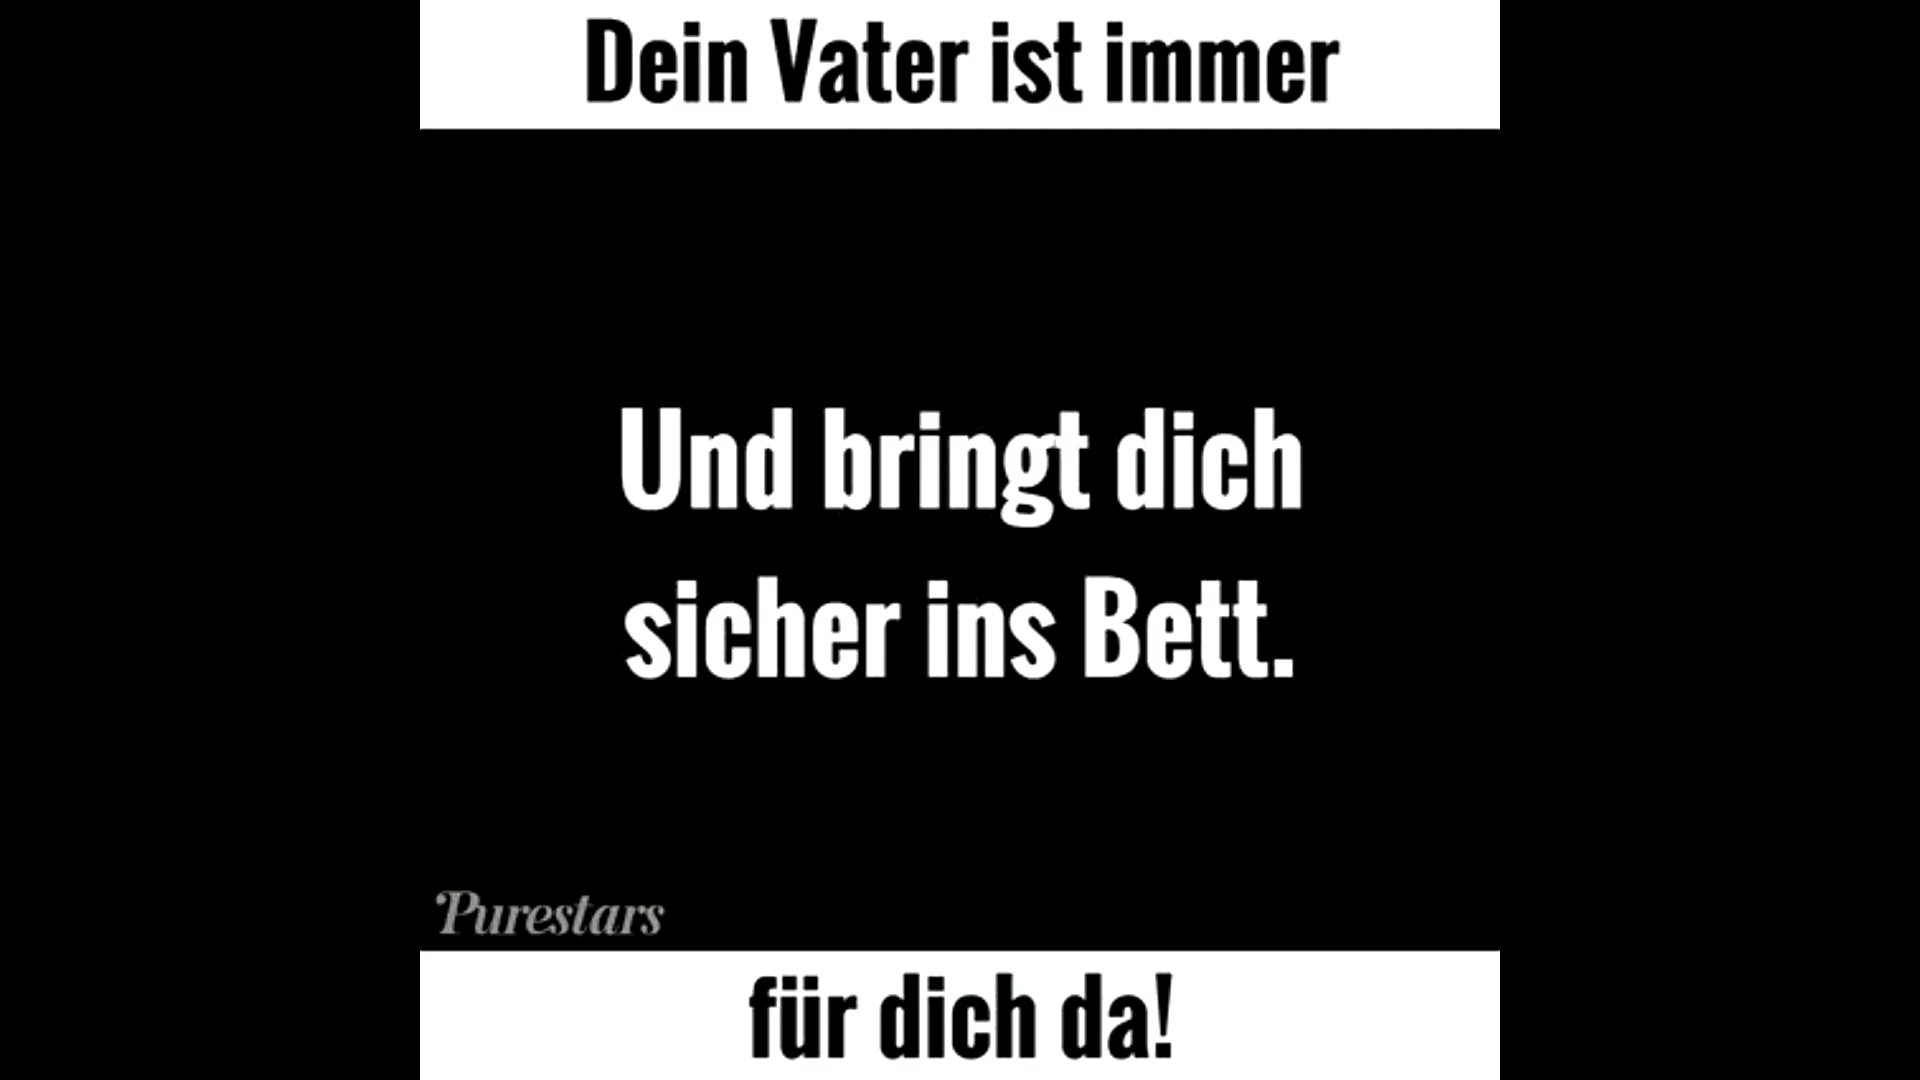 Dein Vater ist immer
Und bringt dich
sicher ins Bett.
Purestars
für dich da!